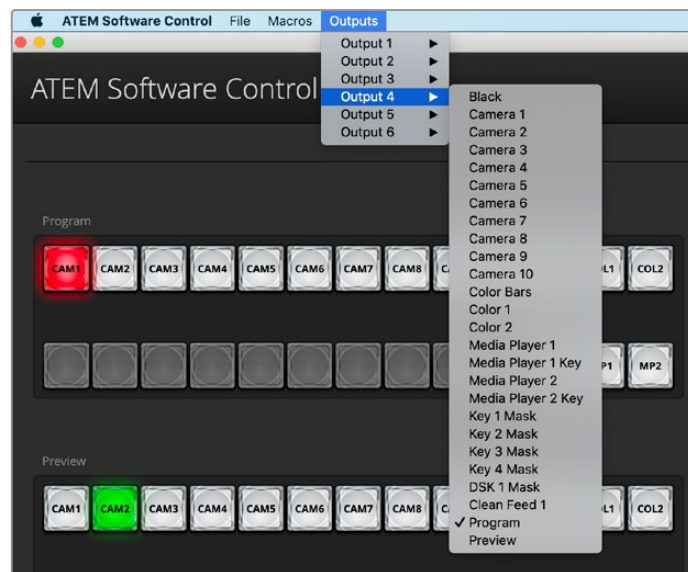 ATEM Software Control File Macros Outputs
Output 1
Output 2
Output 3
Output 4
Output 5
Output 6
ATEM Software Control
Black
Camera 1
Camera 2
Camera 3
Camera 4
Camera 5
Camera 6
Camera 7
Camera 8
Camera 9
Camera 10
Color Bars
Color 1
Color 2
Media Player 1
Media Player 1 Key
Media Player 2
Media Player 2 Key
Key 1 Mask
Key 2 Mask
Key 3 Mask
Key 4 Mask
DSK 1 Mask
Clean Feed 1
✓ Program
Preview
Program
CAM1 CAM2 CAM3 CAM4 CAM5 CAM6 CAM7 CAM8 COL2
MP2
Preview
CAM1 CAM2 CAM3 CAM4 CAM5 CAM6 CAM7 CAM8 COL2